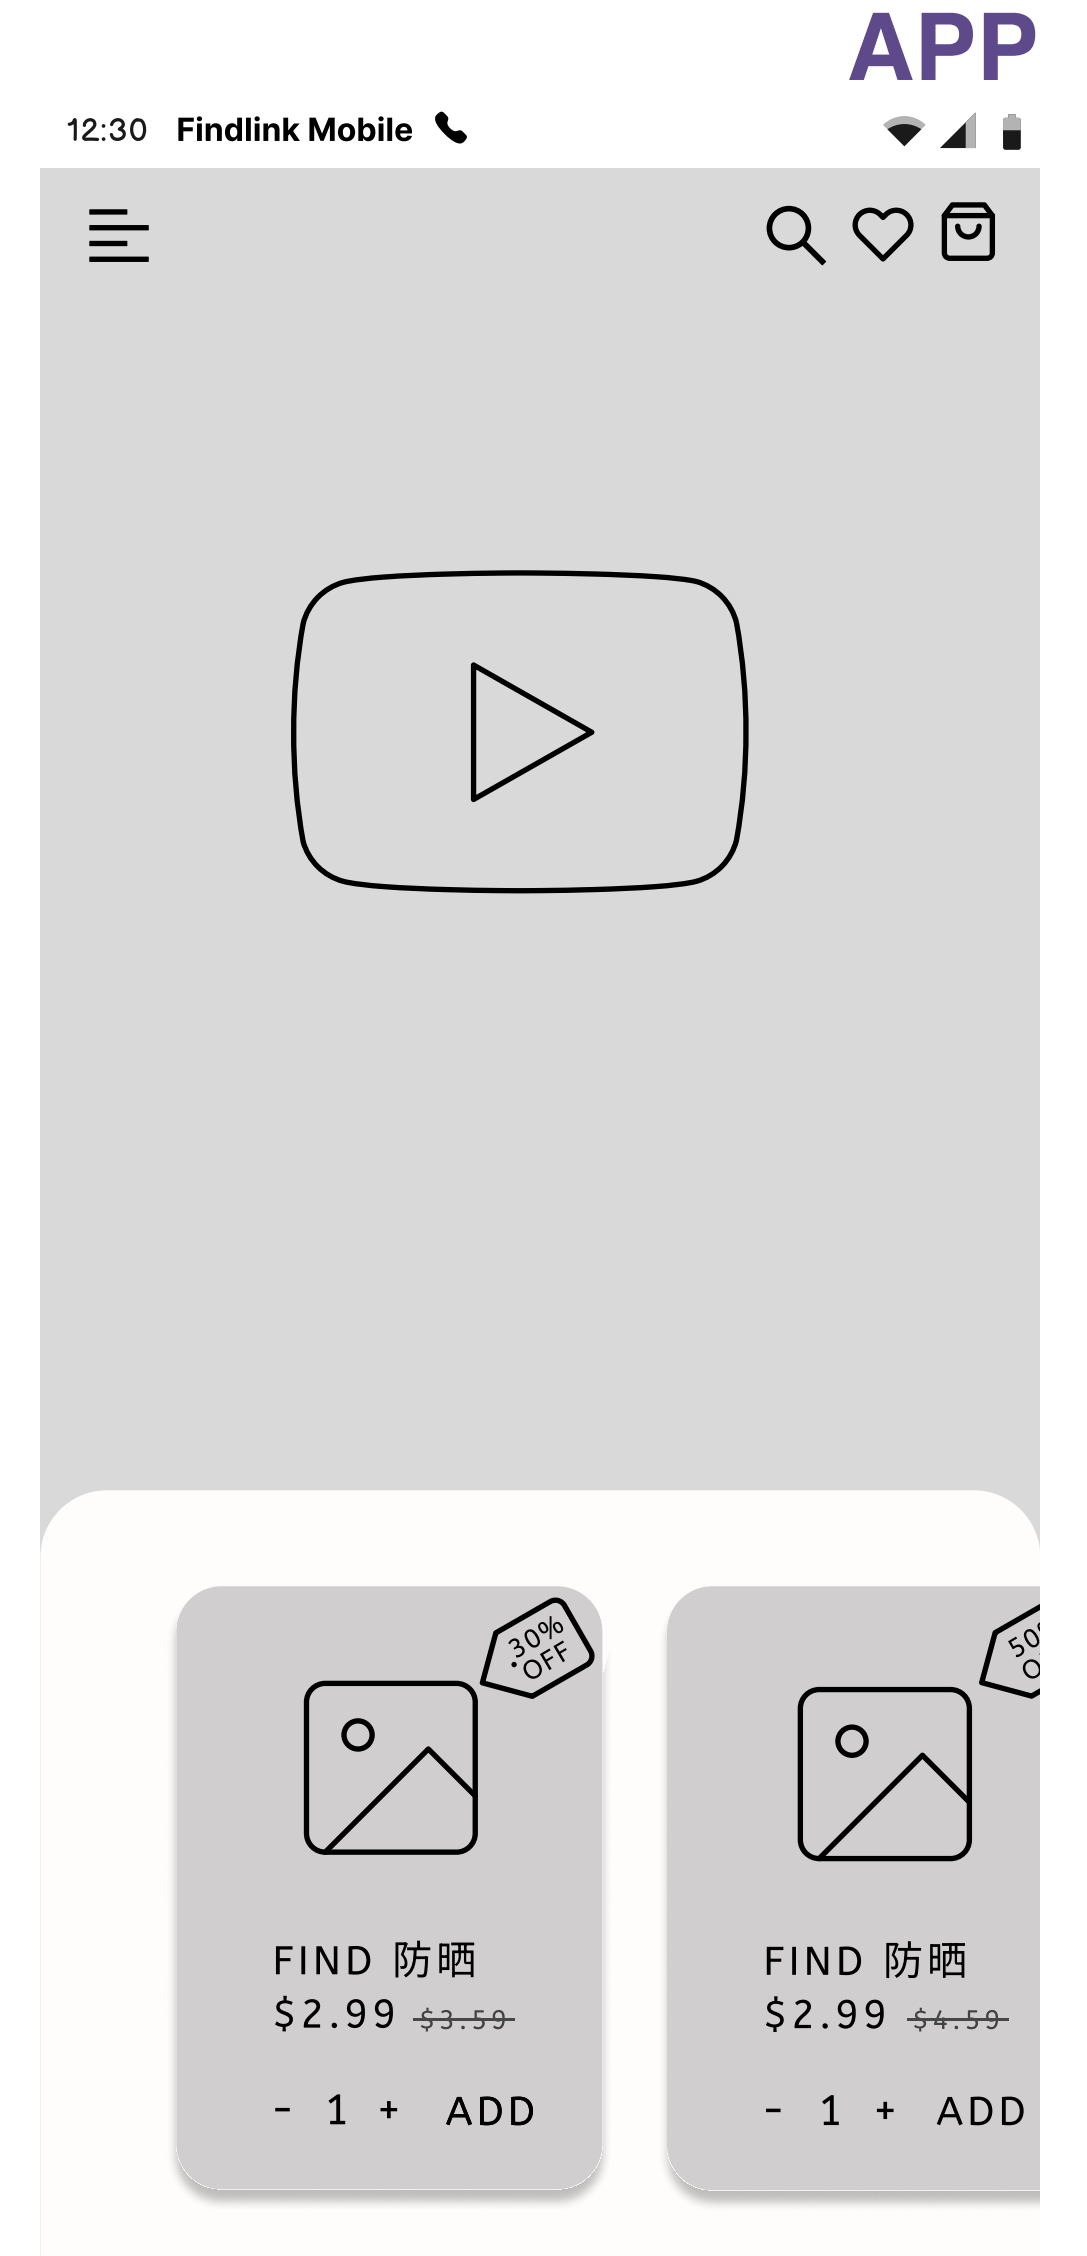 APP
12:30 Findlink Mobile
30%
OFF
50%
FIND 防晒
$2.99 $3.59
- 1 + ADD
FIND 防晒
$2.99 $4.59
- 1 + ADD